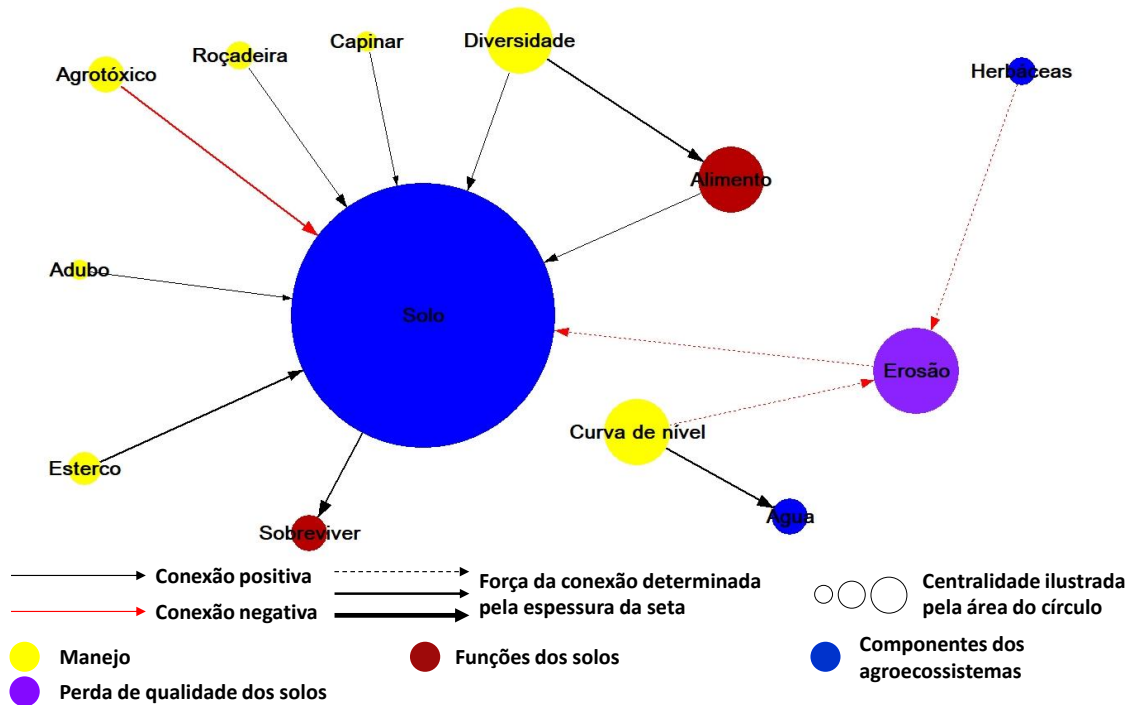 Capinar
Diversidade
Roçadeira
Agrotóxico
Herbáceas
Alimento
Adubo
Solo
Erosão
Curva de nível
Esterco
Água
Sobreviver
Conexão positiva
Conexão negativa
Força da conexão determinada
pela espessura da seta
Centralidade ilustrada
pela área do círculo
Manejo
Funções dos solos
Componentes dos
agroecossistemas
Perda de qualidade dos solos